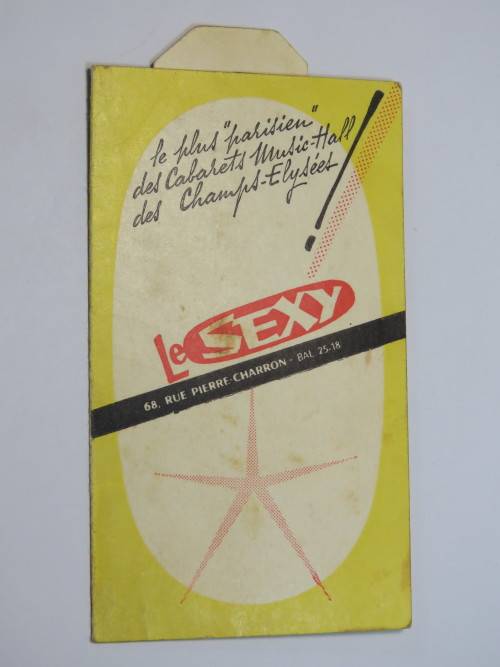 le plus "parisien"
des Cabarets Music-Hall
des Champs-Elysées !
Le SEXY
68, RUE PIERRE-CHARRON - BAL 25-18